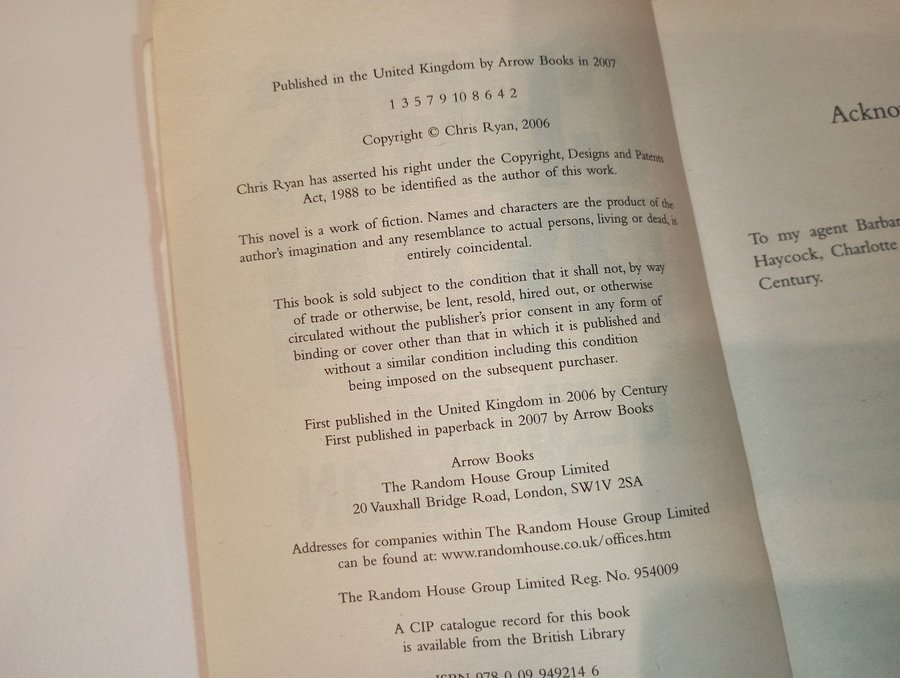 Published in the United Kingdom by Arrow Books in 2007
1 3 5 7 9 10 8 6 4 2
Copyright © Chris Ryan, 2006
Chris Ryan has asserted his right under the Copyright, Designs and Patents
Act, 1988 to be identified as the author of this work.
This novel is a work of fiction. Names and characters are the product of the
author's imagination and any resemblance to actual persons, living or dead, is
entirely coincidental.
This book is sold subject to the condition that it shall not, by way
of trade or otherwise, be lent, resold, hired out, or otherwise
circulated without the publisher's prior consent in any form of
binding or cover other than that in which it is published and
without a similar condition including this condition
being imposed on the subsequent purchaser.
First published in the United Kingdom in 2006 by Century
First published in paperback in 2007 by Arrow Books
Arrow Books
The Random House Group Limited
20 Vauxhall Bridge Road, London, SW1V 2SA
Addresses for companies within The Random House Group Limited
can be found at: www.randomhouse.co.uk/offices.htm
The Random House Group Limited Reg. No. 954009
A CIP catalogue record for this book
is available from the British Library
ISBN 978 0 09 949214 6
Ackno
To my agent Barbar
Haycock, Charlotte
Century.